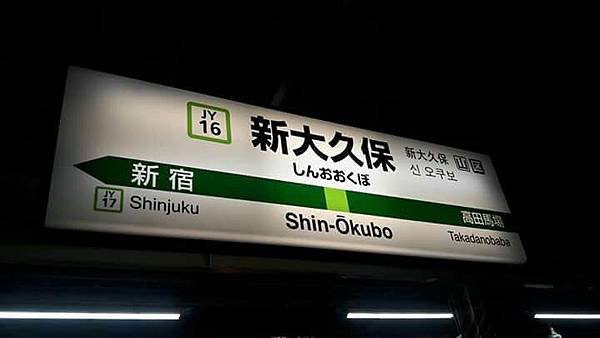 JY
16
新大久保
しんおおくぼ
新大久保
신 오쿠보
山 区
新宿
JY
17
Shinjuku
Shin-Ōkubo
高田馬場
Takadanobaba